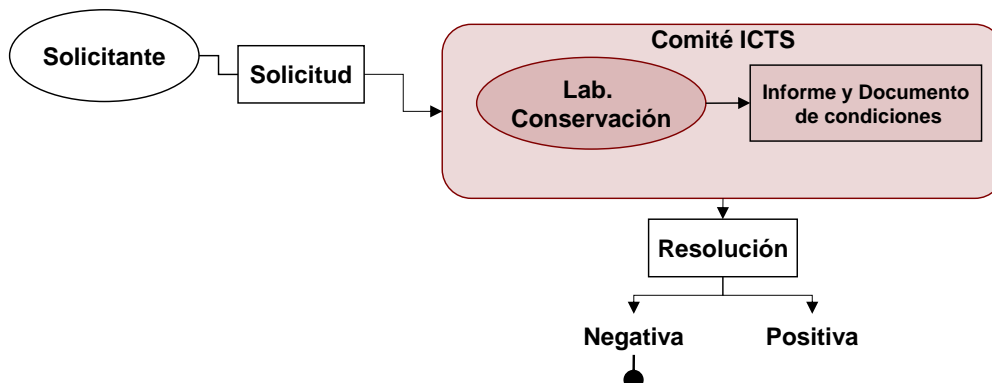 Solicitante
Solicitud
Comité ICTS
Lab.
Conservación
Informe y Documento
de condiciones
Resolución
Negativa
Positiva